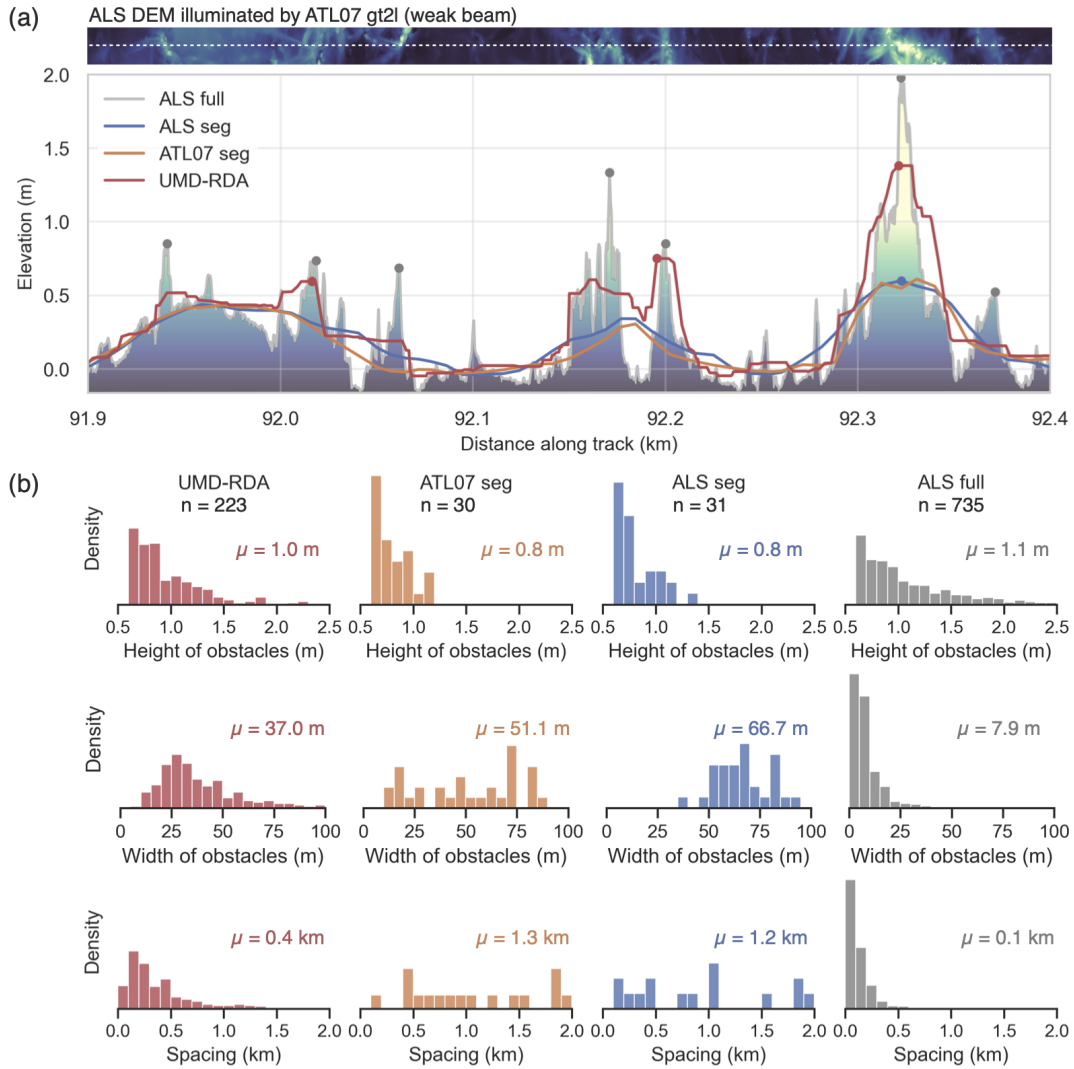 (a)
ALS DEM illuminated by ATL07 gt2l (weak beam)
ALS full
ALS seg
ATL07 seg
UMD-RDA
Elevation (m)
2.0
1.5
1.0
0.5
0.0
91.9 92.0 92.1 92.2 92.3 92.4
Distance along track (km)
(b)
UMD-RDA ATL07 seg ALS seg ALS full
n = 223 n = 30 n = 31 n = 735
Density
μ = 1.0 m μ = 0.8 m μ = 0.8 m μ = 1.1 m
0.5 1.0 1.5 2.0 2.5 0.5 1.0 1.5 2.0 2.5 0.5 1.0 1.5 2.0 2.5 0.5 1.0 1.5 2.0 2.5
Height of obstacles (m) Height of obstacles (m) Height of obstacles (m) Height of obstacles (m)
Density
μ = 37.0 m μ = 51.1 m μ = 66.7 m μ = 7.9 m
0 25 50 75 100 0 25 50 75 100 0 25 50 75 100 0 25 50 75 100
Width of obstacles (m) Width of obstacles (m) Width of obstacles (m) Width of obstacles (m)
Density
μ = 0.4 km μ = 1.3 km μ = 1.2 km μ = 0.1 km
0.0 0.5 1.0 1.5 2.0 0.0 0.5 1.0 1.5 2.0 0.0 0.5 1.0 1.5 2.0 0.0 0.5 1.0 1.5 2.0
Spacing (km) Spacing (km) Spacing (km) Spacing (km)